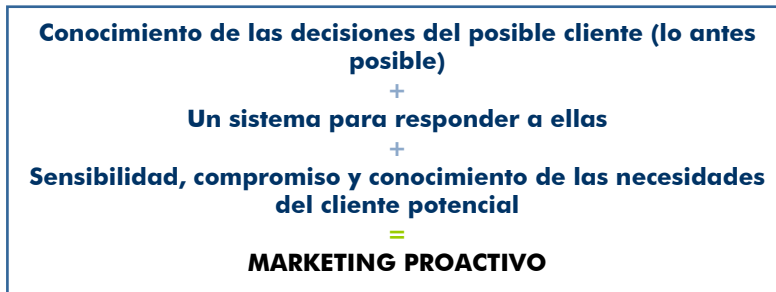 Conocimiento de las decisiones del posible cliente (lo antes
posible)
+
Un sistema para responder a ellas
+
Sensibilidad, compromiso y conocimiento de las necesidades
del cliente potencial
=
MARKETING PROACTIVO